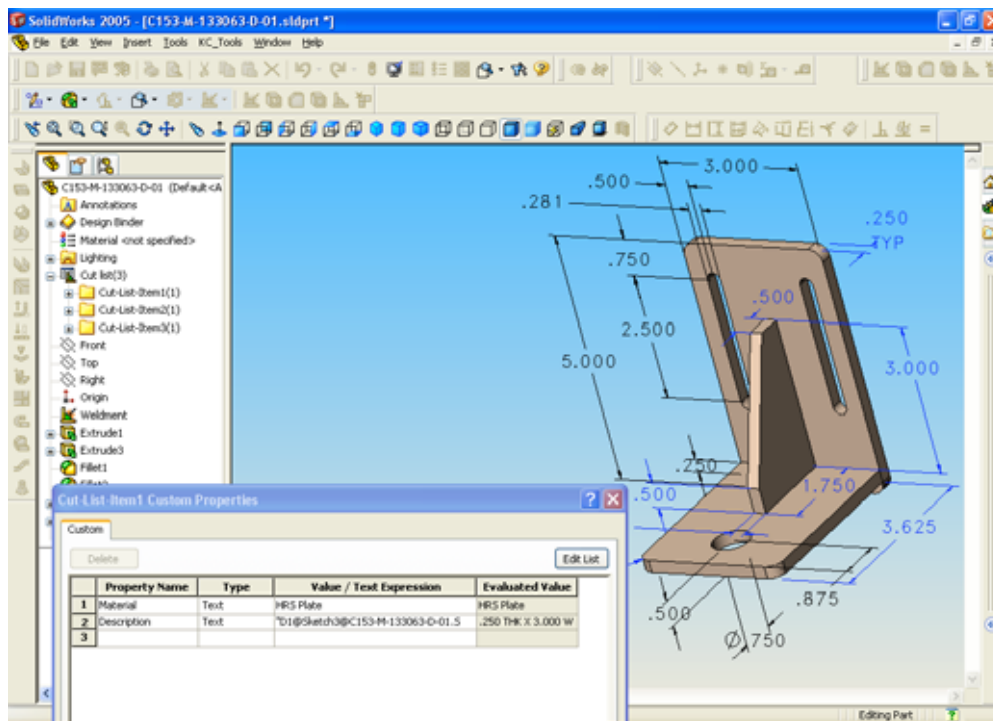 SolidWorks 2005 - [C153-M-133063-D-01.sldprt *]
File Edit View Insert Tools KC_Tools Window Help
C153-M-133063-D-01 (Default<A
Annotations
Design Binder
Material <not specified>
Lighting
Cut list(3)
Cut-List-Item1(1)
Cut-List-Item2(1)
Cut-List-Item3(1)
Front
Top
Right
Origin
Weldment
Extrude1
Extrude3
Fillet1
3.000
.500
.281
.250
TYP
.750
.500
2.500
5.000
3.000
.250
.500
1.750
3.625
.875
.500
Ø.750
Cut-List-Item1 Custom Properties
Custom
Delete
Edit List
Property Name Type Value / Text Expression Evaluated Value
1 Material Text HRS Plate HRS Plate
2 Description Text "D1@Sketch3@C153-M-133063-D-01.S .250 THK X 3.000 W
3
Editing Part